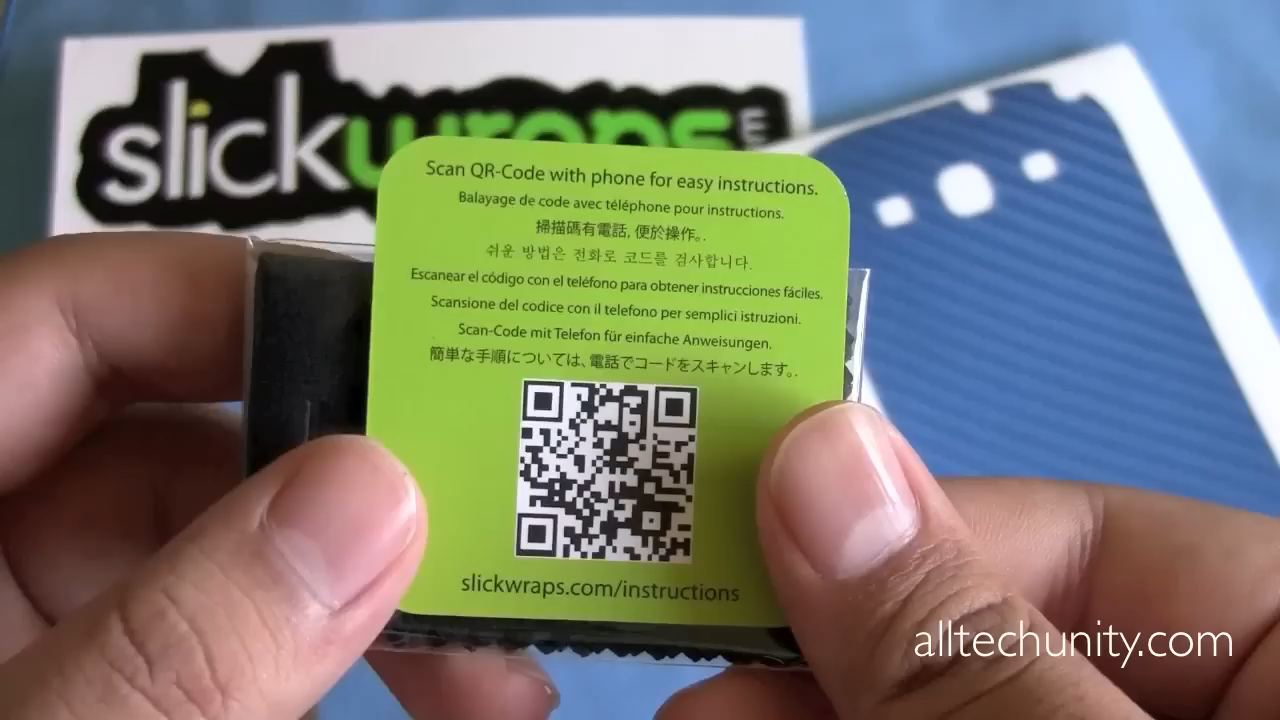 slickwraps
Scan QR-Code with phone for easy instructions.
Balayage de code avec téléphone pour instructions.
掃描碼有電話, 便於操作。.
쉬운 방법은 전화로 코드를 검사합니다.
Escanear el código con el teléfono para obtener instrucciones fáciles.
Scansione del codice con il telefono per semplici istruzioni.
Scan-Code mit Telefon für einfache Anweisungen.
簡単な手順については、電話でコードをスキャンします。.
slickwraps.com/instructions
alltechunity.com